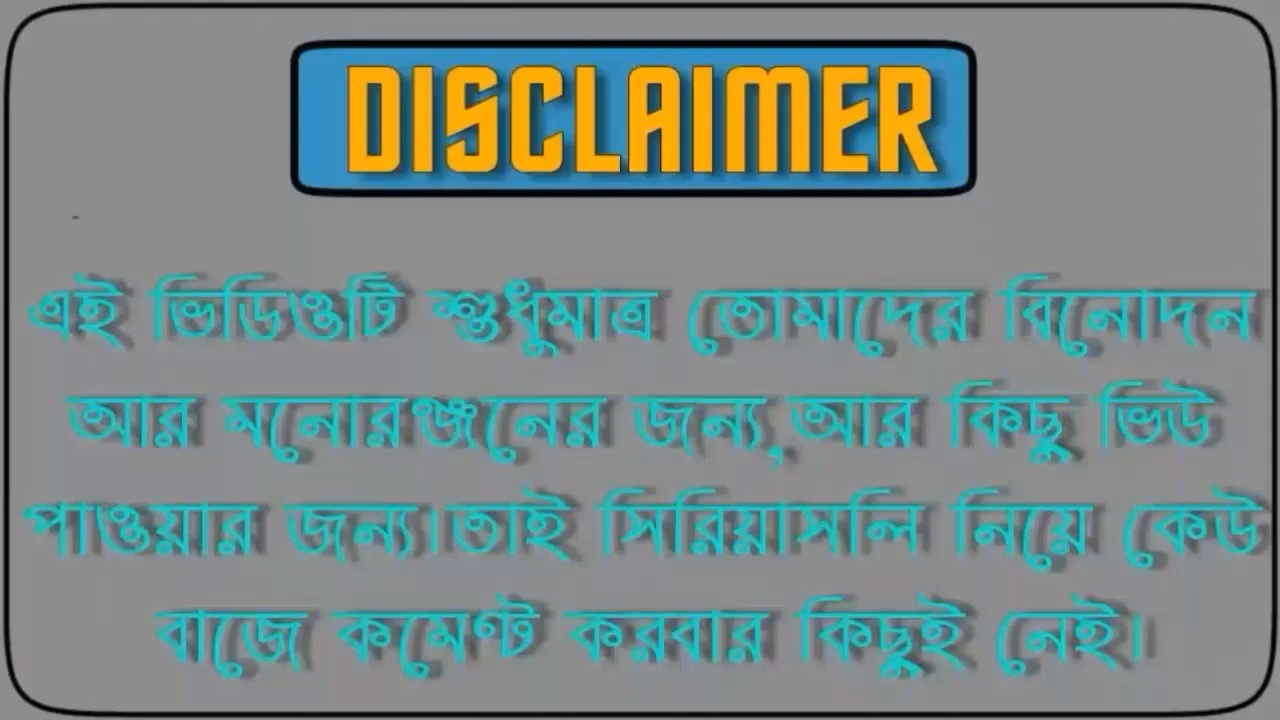 DISCLAIMER
এই ভিডিওটি শুধুমাত্র তোমাদের বিনোদন
আর মনোরঞ্জনের জন্য,আর কিছু ভিউ
পাওয়ার জন্য।তাই সিরিয়াসলি নিয়ে কেউ
বাজে কমেণ্ট করবার কিছুই নেই।